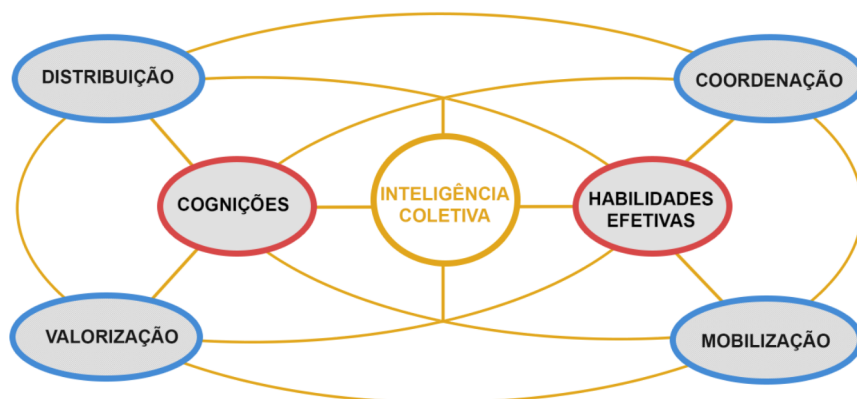 DISTRIBUIÇÃO
COORDENAÇÃO
COGNIÇÕES
INTELIGÊNCIA
COLETIVA
HABILIDADES
EFETIVAS
VALORIZAÇÃO
MOBILIZAÇÃO